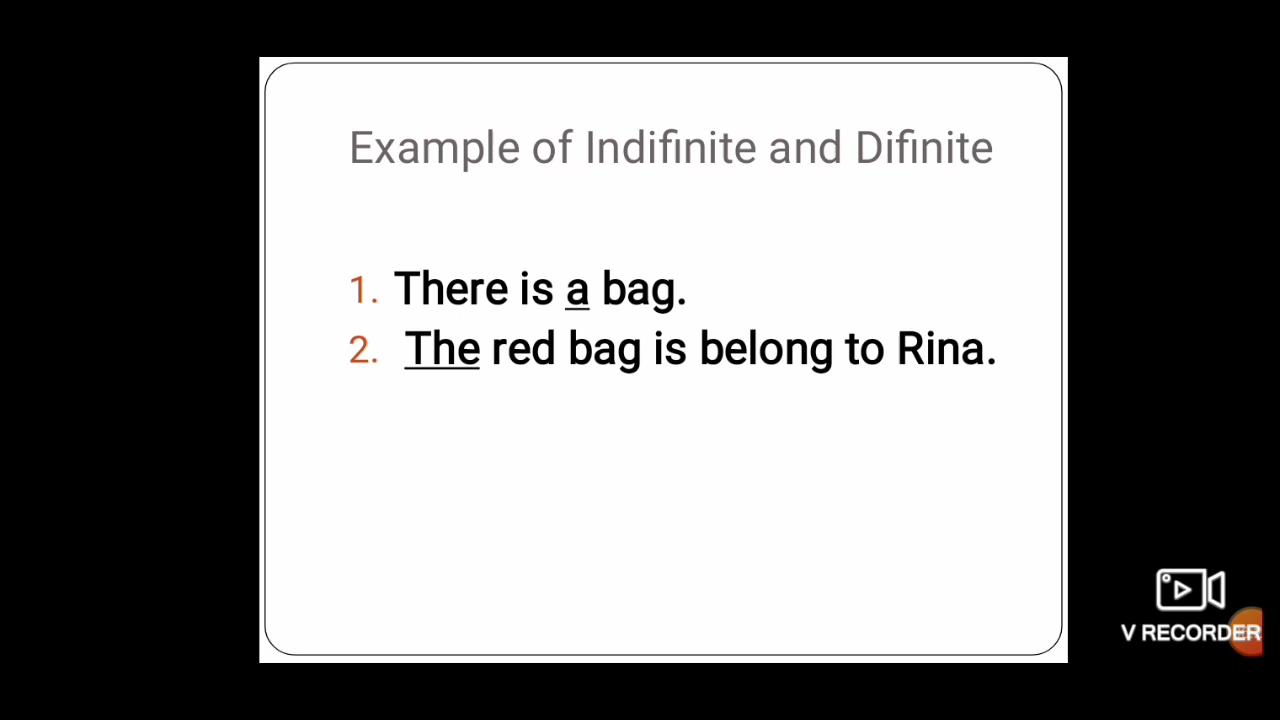 Example of Indifinite and Difinite
1. There is a bag.
2. The red bag is belong to Rina.
V RECORDER